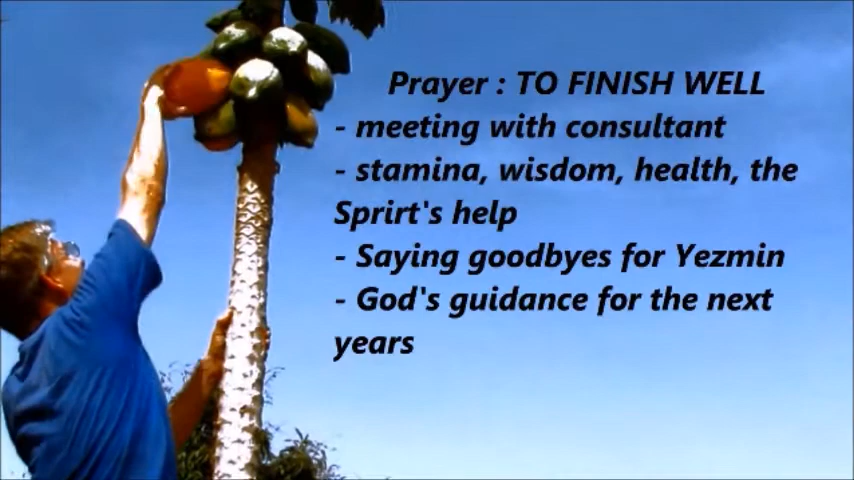 Prayer : TO FINISH WELL
- meeting with consultant
- stamina, wisdom, health, the
Sprirt's help
- Saying goodbyes for Yezmin
- God's guidance for the next
years